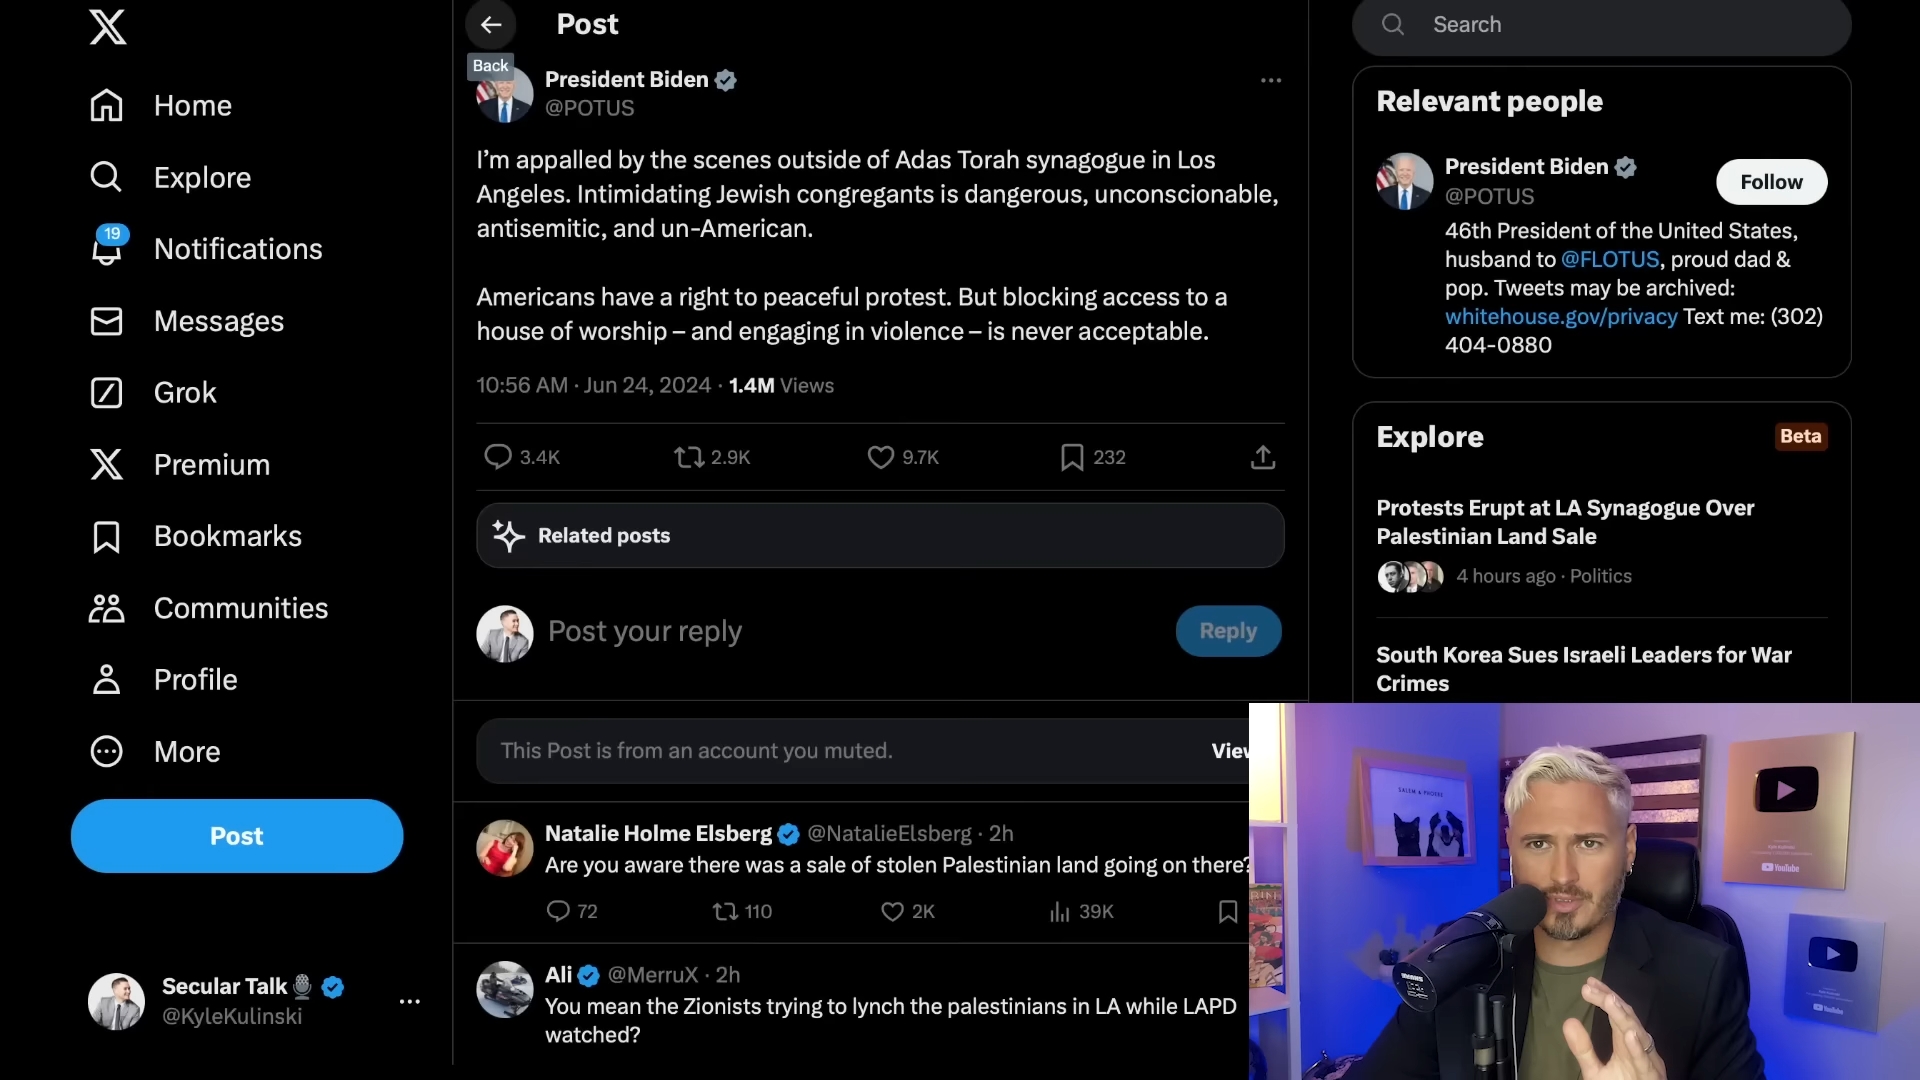 Post
Search
Back
President Biden
@POTUS
I'm appalled by the scenes outside of Adas Torah synagogue in Los
Angeles. Intimidating Jewish congregants is dangerous, unconscionable,
antisemitic, and un-American.
Americans have a right to peaceful protest. But blocking access to a
house of worship – and engaging in violence – is never acceptable.
10:56 AM · Jun 24, 2024 · 1.4M Views
3.4K
2.9K
9.7K
232
Related posts
Post your reply
Reply
This Post is from an account you muted.
View
Natalie Holme Elsberg @NatalieElsberg · 2h
Are you aware there was a sale of stolen Palestinian land going on there?
72
110
2K
39K
Ali @MerruX · 2h
You mean the Zionists trying to lynch the palestinians in LA while LAPD
watched?
Home
Explore
19
Notifications
Messages
Grok
Premium
Bookmarks
Communities
Profile
More
Post
Secular Talk
@KyleKulinski
Relevant people
President Biden
@POTUS
Follow
46th President of the United States,
husband to @FLOTUS, proud dad &
pop. Tweets may be archived:
whitehouse.gov/privacy Text me: (302)
404-0880
Explore
Beta
Protests Erupt at LA Synagogue Over
Palestinian Land Sale
4 hours ago · Politics
South Korea Sues Israeli Leaders for War
Crimes
SALEM & PHOEBE
YouTube
YouTube